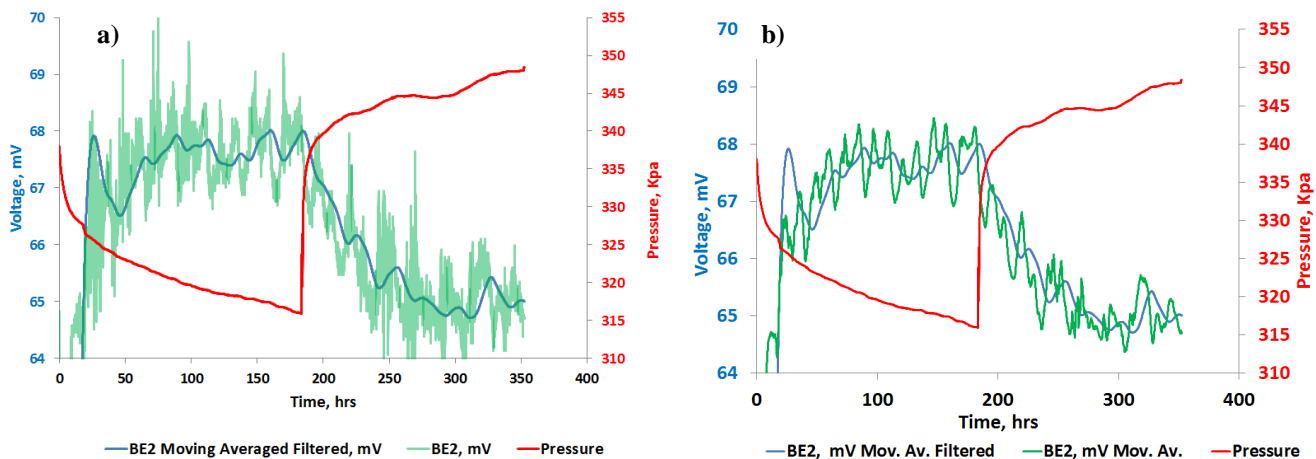 a)
70
69
68
67
66
65
64
Voltage, mV
355
350
345
340
335
330
325
320
315
310
Pressure, Kpa
0 50 100 150 200 250 300 350 400
Time, hrs
BE2 Moving Averaged Filtered, mV BE2, mV Pressure
b)
70
69
68
67
66
65
64
Voltage, mV
355
350
345
340
335
330
325
320
315
310
Pressure, Kpa
0 100 200 300 400
Time, hrs
BE2, mV Mov. Av. Filtered BE2, mV Mov. Av. Pressure